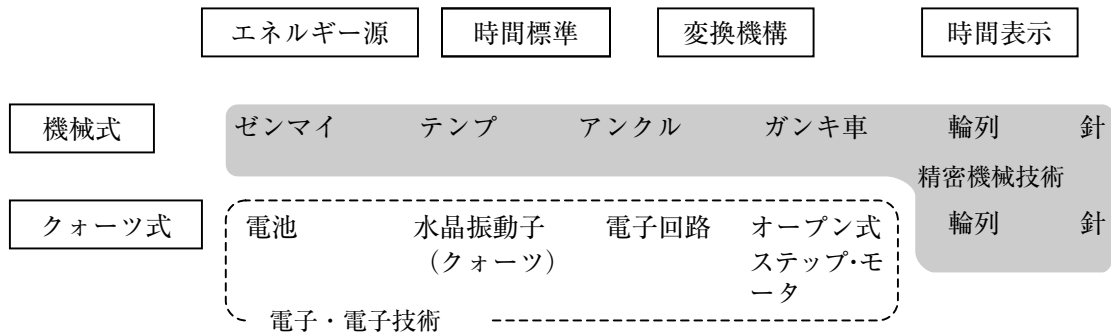 エネルギー源 時間標準 変換機構 時間表示
機械式 ゼンマイ テンプ アンクル ガンキ車 輪列 針
精密機械技術
クォーツ式 電池 水晶振動子 電子回路 オープン式 輪列 針
（クォーツ） ステップ･モ
ータ
電子・電子技術